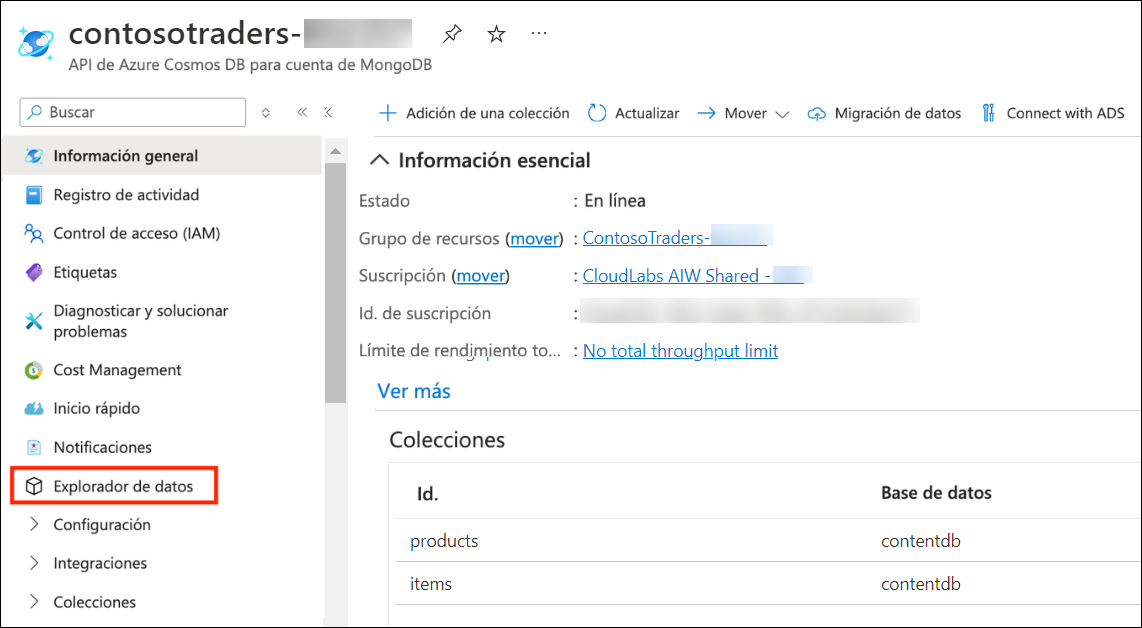 contosotraders-
API de Azure Cosmos DB para cuenta de MongoDB
Buscar
Adición de una colección Actualizar Mover Migración de datos Connect with ADS
Información general
Registro de actividad
Control de acceso (IAM)
Etiquetas
Diagnosticar y solucionar
problemas
Cost Management
Inicio rápido
Notificaciones
Explorador de datos
Configuración
Integraciones
Colecciones
Información esencial
Estado : En línea
Grupo de recursos (mover) : ContosoTraders-
Suscripción (mover) : CloudLabs AIW Shared -
Id. de suscripción :
Límite de rendimiento to... : No total throughput limit
Ver más
Colecciones
Id. Base de datos
products contentdb
items contentdb